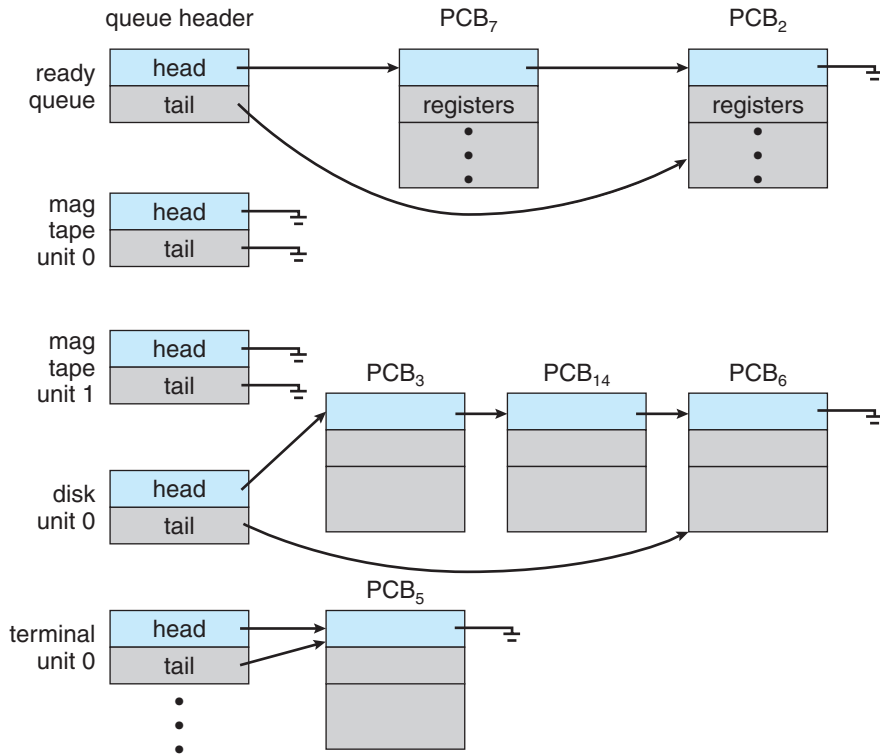 queue header
PCB₇
PCB₂
ready
queue
head
tail
registers
registers
mag
tape
unit 0
head
tail
mag
tape
unit 1
head
tail
PCB₃
PCB₁₄
PCB₆
disk
unit 0
head
tail
PCB₅
terminal
unit 0
head
tail